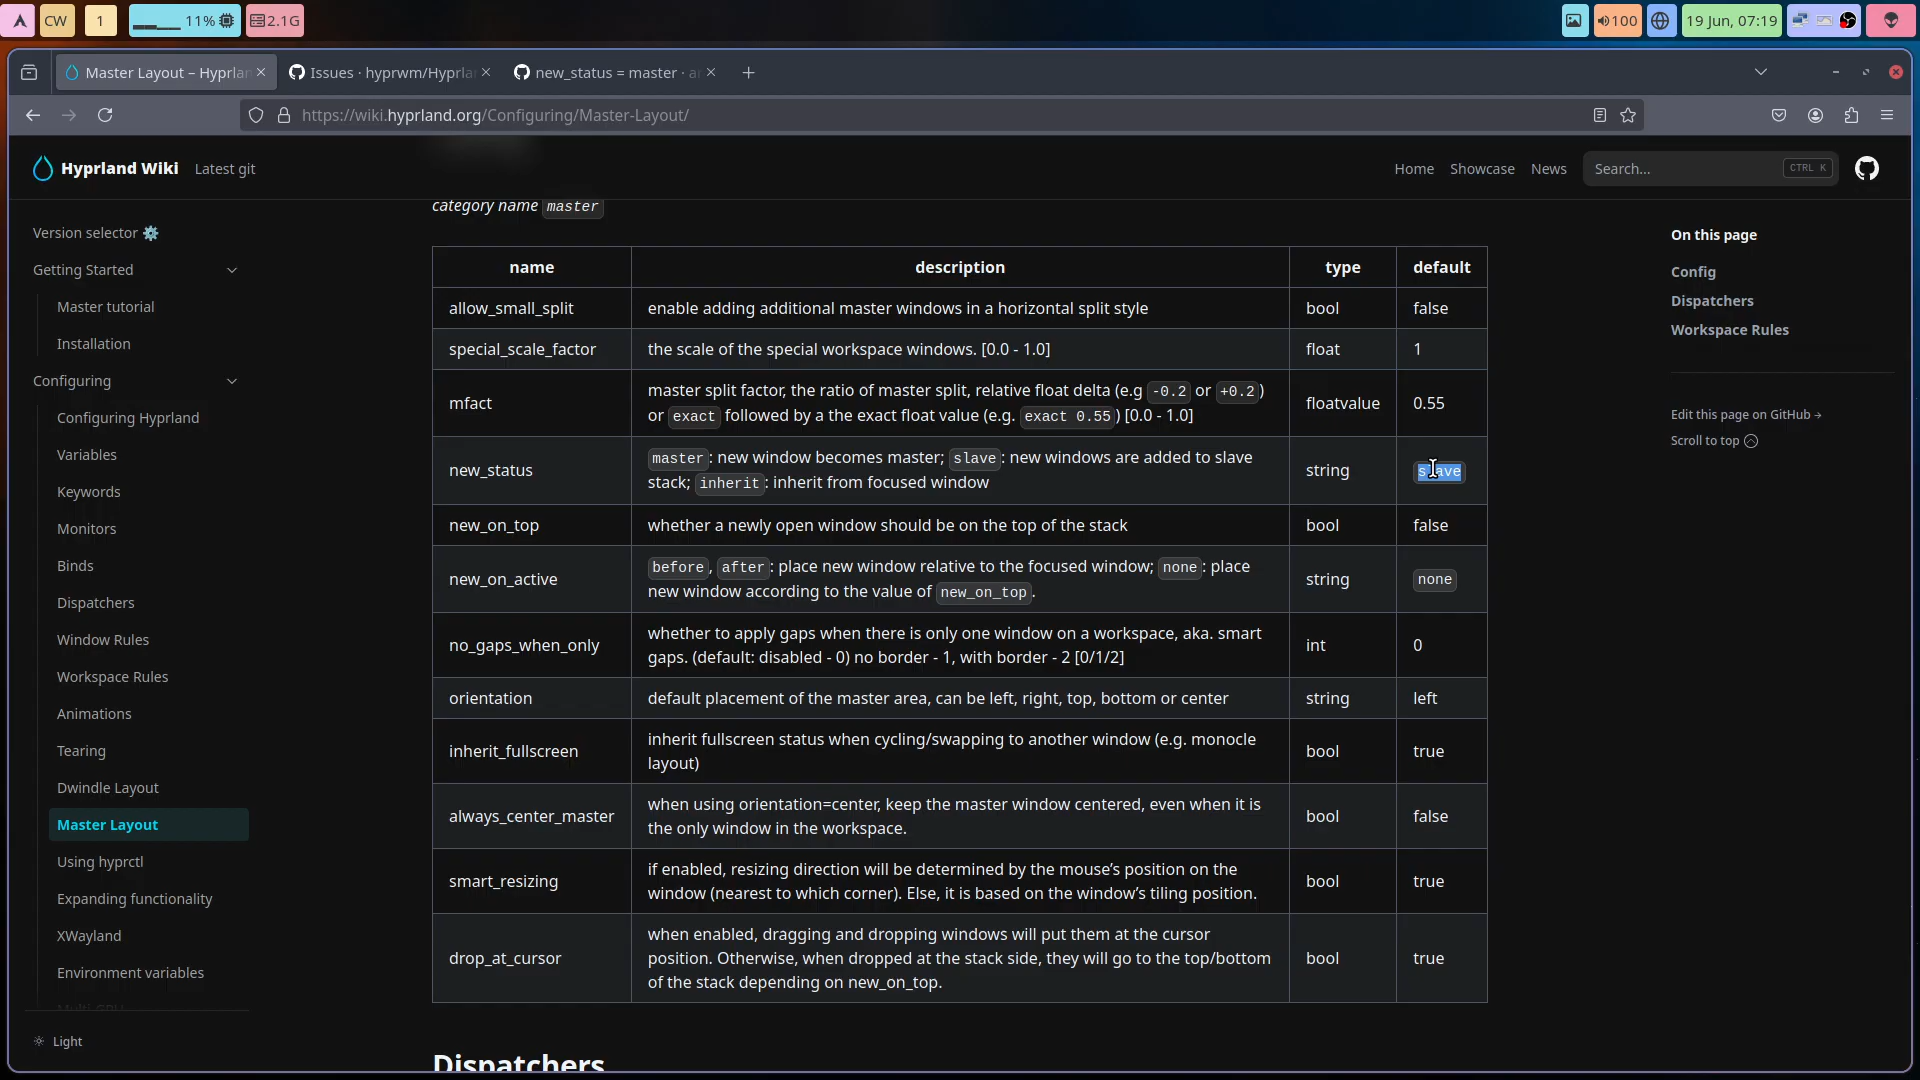 CW
1
11%
2.1G
100
19 Jun, 07:19
Master Layout – Hyprlan
Issues · hyprwm/Hyprla
new_status = master · a
https://wiki.hyprland.org/Configuring/Master-Layout/
Hyprland Wiki
Latest git
Home
Showcase
News
Search...
CTRL K
Version selector
Getting Started
Master tutorial
Installation
Configuring
Configuring Hyprland
Variables
Keywords
Monitors
Binds
Dispatchers
Window Rules
Workspace Rules
Animations
Tearing
Dwindle Layout
Master Layout
Using hyprctl
Expanding functionality
XWayland
Environment variables
Multi-GPU
Light
category name master
name description type default
allow_small_split enable adding additional master windows in a horizontal split style bool false
special_scale_factor the scale of the special workspace windows. [0.0 - 1.0] float 1
mfact master split factor, the ratio of master split, relative float delta (e.g -0.2 or +0.2)
or exact followed by a the exact float value (e.g. exact 0.55) [0.0 - 1.0] floatvalue 0.55
new_status master: new window becomes master; slave: new windows are added to slave
stack; inherit: inherit from focused window string slave
new_on_top whether a newly open window should be on the top of the stack bool false
new_on_active before, after: place new window relative to the focused window; none: place
new window according to the value of new_on_top. string none
no_gaps_when_only whether to apply gaps when there is only one window on a workspace, aka. smart
gaps. (default: disabled - 0) no border - 1, with border - 2 [0/1/2] int 0
orientation default placement of the master area, can be left, right, top, bottom or center string left
inherit_fullscreen inherit fullscreen status when cycling/swapping to another window (e.g. monocle
layout) bool true
always_center_master when using orientation=center, keep the master window centered, even when it is
the only window in the workspace. bool false
smart_resizing if enabled, resizing direction will be determined by the mouse’s position on the
window (nearest to which corner). Else, it is based on the window’s tiling position. bool true
drop_at_cursor when enabled, dragging and dropping windows will put them at the cursor
position. Otherwise, when dropped at the stack side, they will go to the top/bottom
of the stack depending on new_on_top. bool true
Dispatchers
On this page
Config
Dispatchers
Workspace Rules
Edit this page on GitHub →
Scroll to top